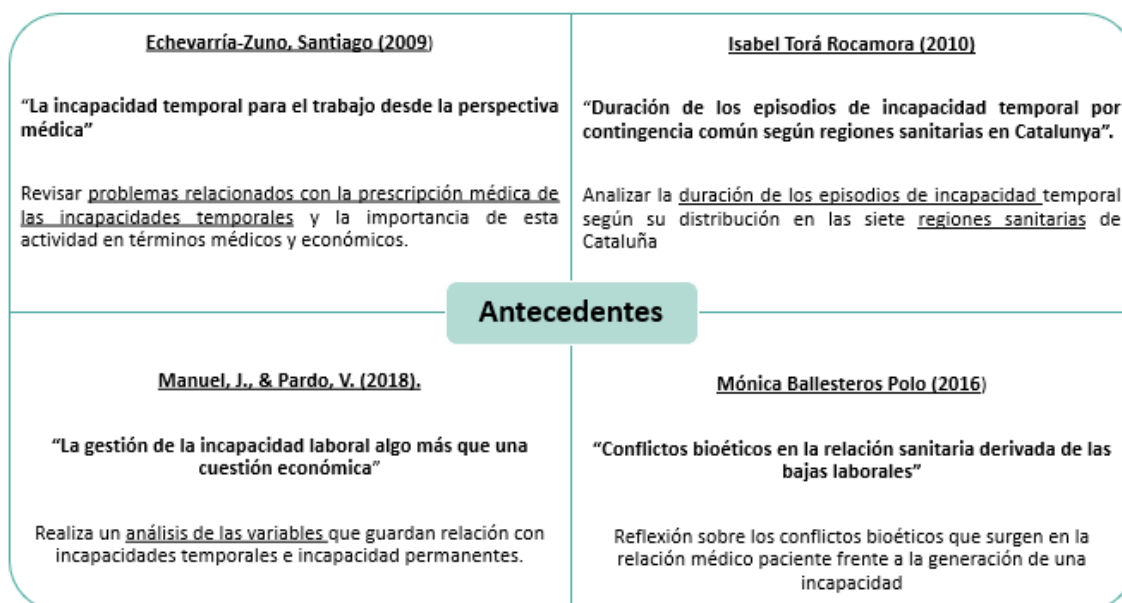 Echevarría-Zuno, Santiago (2009)
“La incapacidad temporal para el trabajo desde la perspectiva
médica”
Revisar problemas relacionados con la prescripción médica de
las incapacidades temporales y la importancia de esta
actividad en términos médicos y económicos.
Isabel Torá Rocamora (2010)
“Duración de los episodios de incapacidad temporal por
contingencia común según regiones sanitarias en Catalunya”.
Analizar la duración de los episodios de incapacidad temporal
según su distribución en las siete regiones sanitarias de
Cataluña
Antecedentes
Manuel, J., & Pardo, V. (2018).
“La gestión de la incapacidad laboral algo más que una
cuestión económica”
Realiza un análisis de las variables que guardan relación con
incapacidades temporales e incapacidad permanentes.
Mónica Ballesteros Polo (2016)
“Conflictos bioéticos en la relación sanitaria derivada de las
bajas laborales”
Reflexión sobre los conflictos bioéticos que surgen en la
relación médico paciente frente a la generación de una
incapacidad